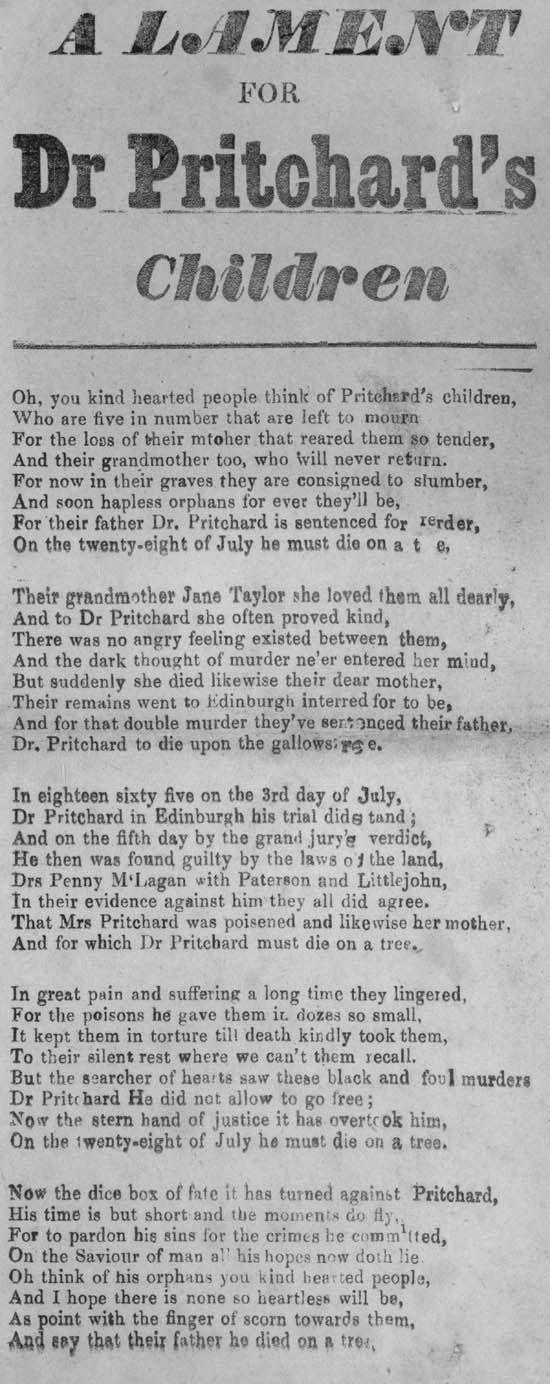 A LAMENT
FOR
Dr Pritchard's
Children
Oh, you kind hearted people think of Pritchard's children,
Who are five in number that are left to mourn
For the loss of their mtoher that reared them so tender,
And their grandmother too, who will never return.
For now in their graves they are consigned to slumber,
And soon hapless orphans for ever they'll be,
For their father Dr. Pritchard is sentenced for rerder,
On the twenty-eight of July he must die on a t e,
Their grandmother Jane Taylor she loved them all dearly,
And to Dr Pritchard she often proved kind,
There was no angry feeling existed between them,
And the dark thought of murder ne'er entered her mind,
But suddenly she died likewise their dear mother,
Their remains went to Edinburgh interred for to be,
And for that double murder they've sentenced their father,
Dr. Pritchard to die upon the gallows
In eighteen sixty five on the 3rd day of July,
Dr Pritchard in Edinburgh his trial dids tand;
And on the fifth day by the grand jury's verdict,
He then was found guilty by the laws of the land,
Drs Penny M'Lagan with Paterson and Littlejohn,
In their evidence against him they all did agree.
That Mrs Pritchard was poisened and likewise her mother,
And for which Dr Pritchard must die on a tree.
In great pain and suffering a long time they lingered,
For the poisons he gave them in dozes so small,
It kept them in torture till death kindly took them,
To their silent rest where we can't them recall.
But the searcher of hearts saw these black and foul murders
Dr Pritchard He did not allow to go free;
Now the stern hand of justice it has overtook him,
On the twenty-eight of July he must die on a tree.
Now the dice box of fate it has turned against Pritchard,
His time is but short and the moments do fly,
For to pardon his sins for the crimes he committed,
On the Saviour of man all his hopes now doth lie
Oh think of his orphans you kind hearted people,
And I hope there is none so heartless will be,
As point with the finger of scorn towards them,
And say that their father he died on a tree,